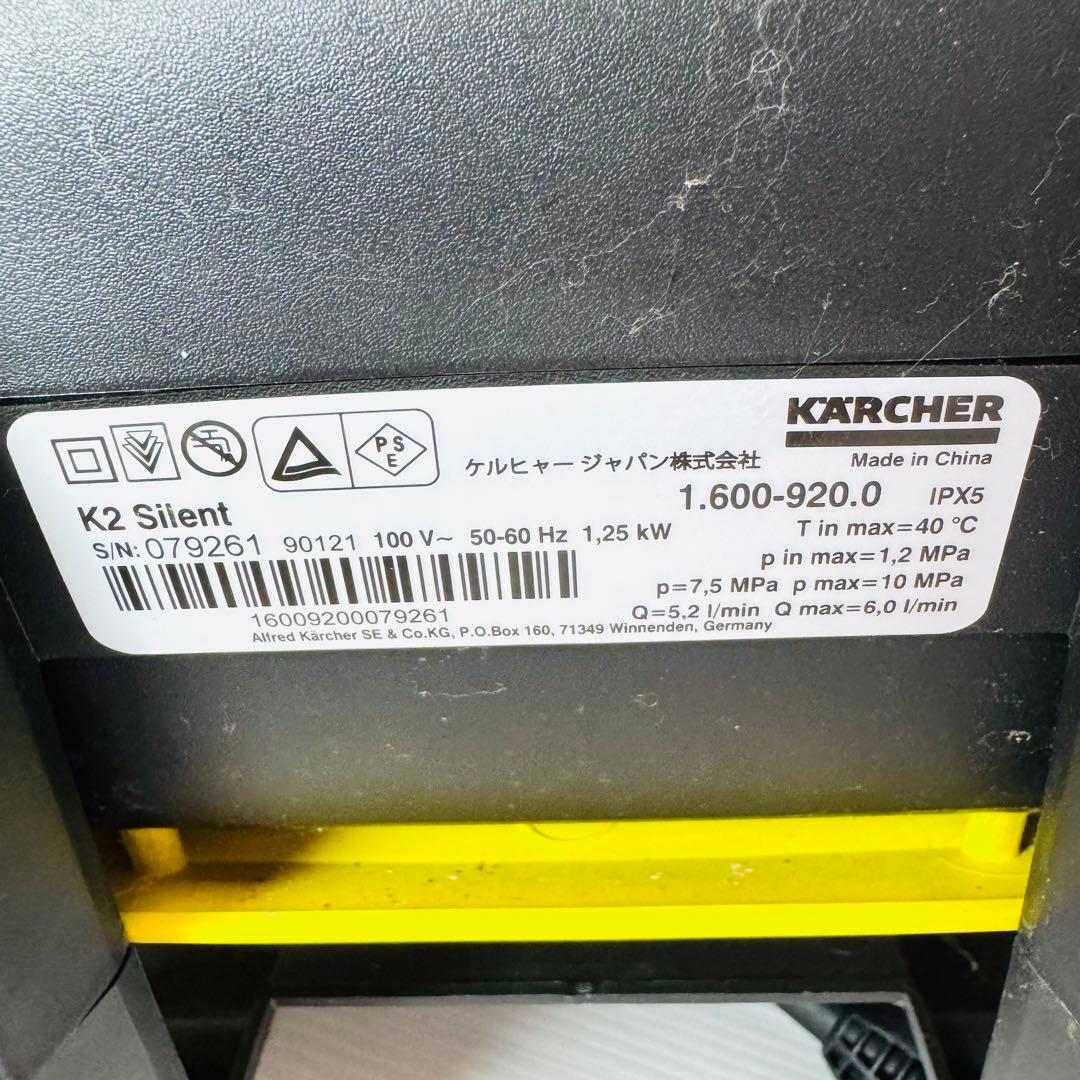 KÄRCHER
PS
E
ケルヒャー ジャパン株式会社
Made in China
K2 Silent
1.600-920.0 IPX5
S/N: 079261 90121 100 V~ 50-60 Hz 1,25 kW
T in max=40 °C
p in max=1,2 MPa
p=7,5 MPa p max=10 MPa
16009200079261
Q=5,2 l/min Q max=6,0 l/min
Alfred Kärcher SE & Co.KG, P.O.Box 160, 71349 Winnenden, Germany